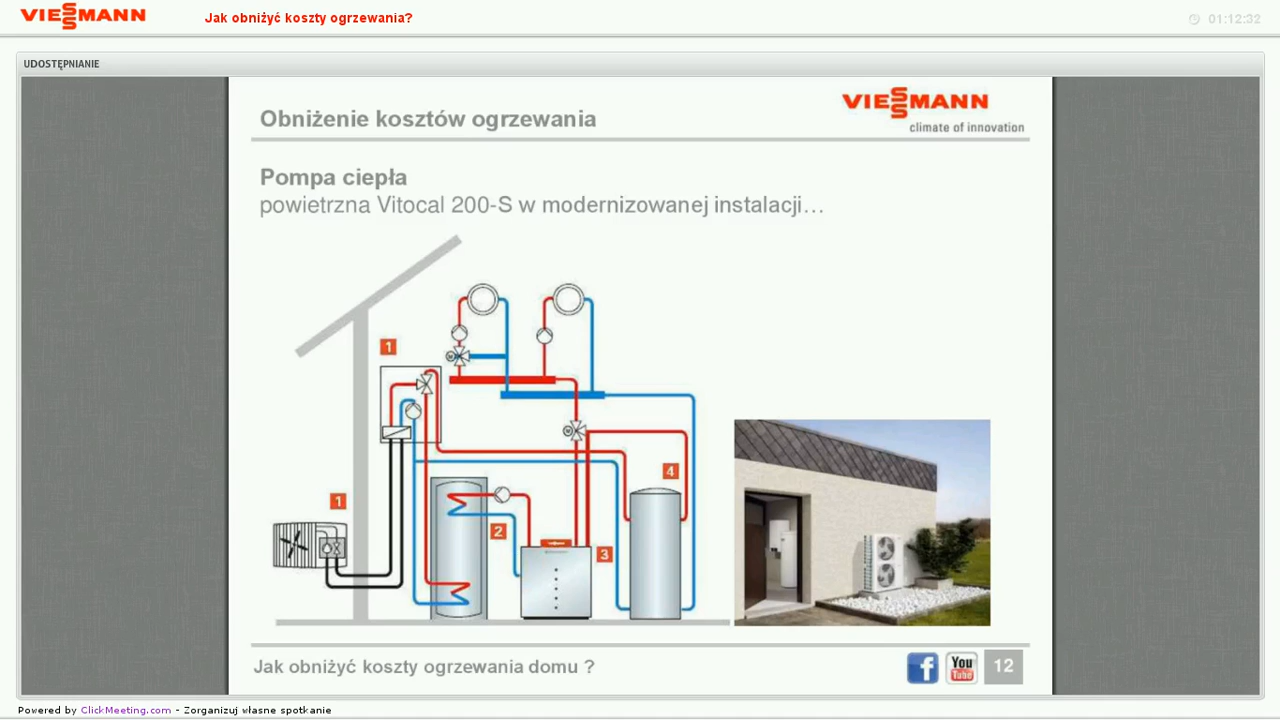 VIESSMANN
Jak obniżyć koszty ogrzewania?
01:12:32
UDOSTĘPNIANIE
Obniżenie kosztów ogrzewania
VIESSMANN
climate of innovation
Pompa ciepła
powietrzna Vitocal 200-S w modernizowanej instalacji…
1
M
M
4
1
2
3
Jak obniżyć koszty ogrzewania domu ?
f
You
Tube
12
Powered by ClickMeeting.com - Zorganizuj własne spotkanie